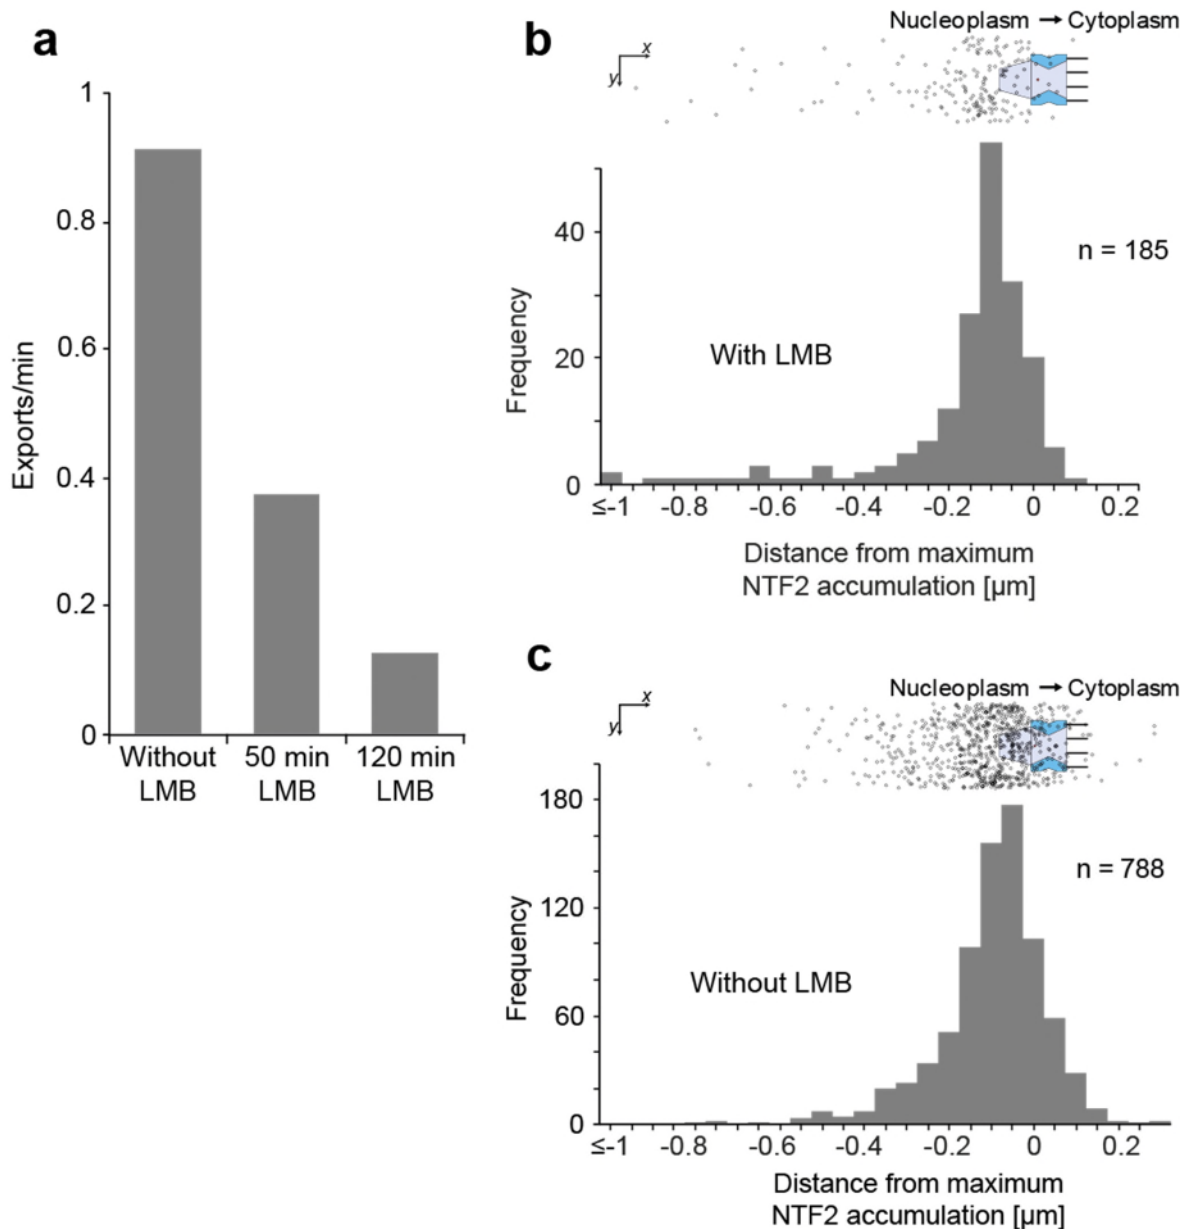 a
1
0.8
0.6
0.4
0.2
0
Exports/min
Without
LMB
50 min
LMB
120 min
LMB
b
Nucleoplasm → Cytoplasm
x
y
40
20
0
Frequency
With LMB
n = 185
≤-1 -0.8 -0.6 -0.4 -0.2 0 0.2
Distance from maximum
NTF2 accumulation [µm]
c
Nucleoplasm → Cytoplasm
x
y
180
120
60
0
Frequency
Without LMB
n = 788
≤-1 -0.8 -0.6 -0.4 -0.2 0 0.2
Distance from maximum
NTF2 accumulation [µm]